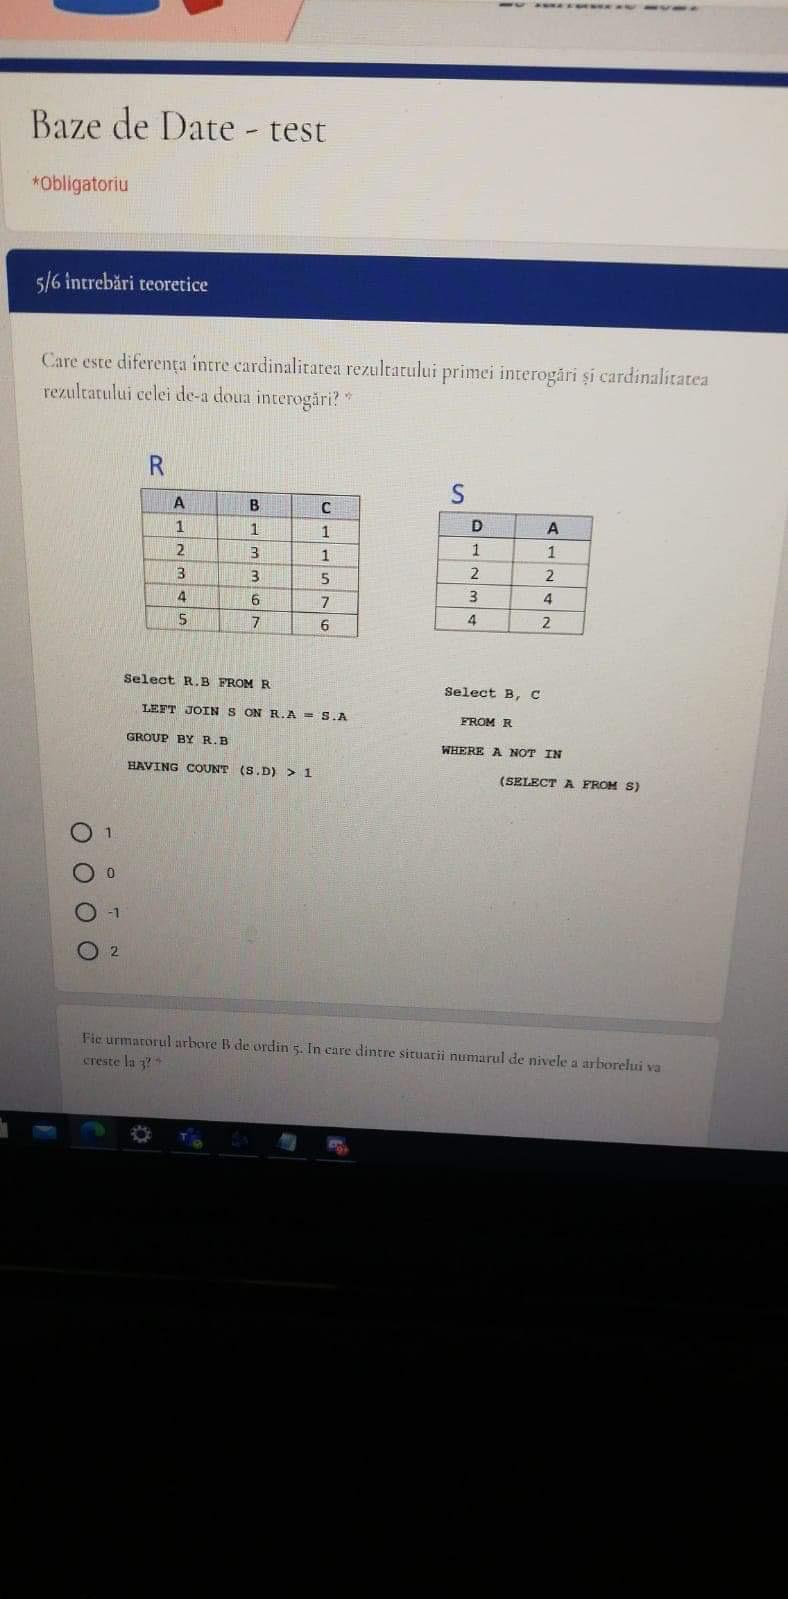 Baze de Date - test
*Obligatoriu
5/6 întrebări teoretice
Care este diferența între cardinalitatea rezultatului primei interogări și cardinalitatea
rezultatului celei de-a doua interogări? *
R
A B C
1 1 1
2 3 1
3 3 5
4 6 7
5 7 6
S
D A
1 1
2 2
3 4
4 2
Select R.B FROM R
LEFT JOIN S ON R.A = S.A
GROUP BY R.B
HAVING COUNT (S.D) > 1
Select B, C
FROM R
WHERE A NOT IN
(SELECT A FROM S)
1
0
-1
2
Fie urmatorul arbore B de ordin 5. In care dintre situatii numarul de nivele a arborelui va
creste la 3? *